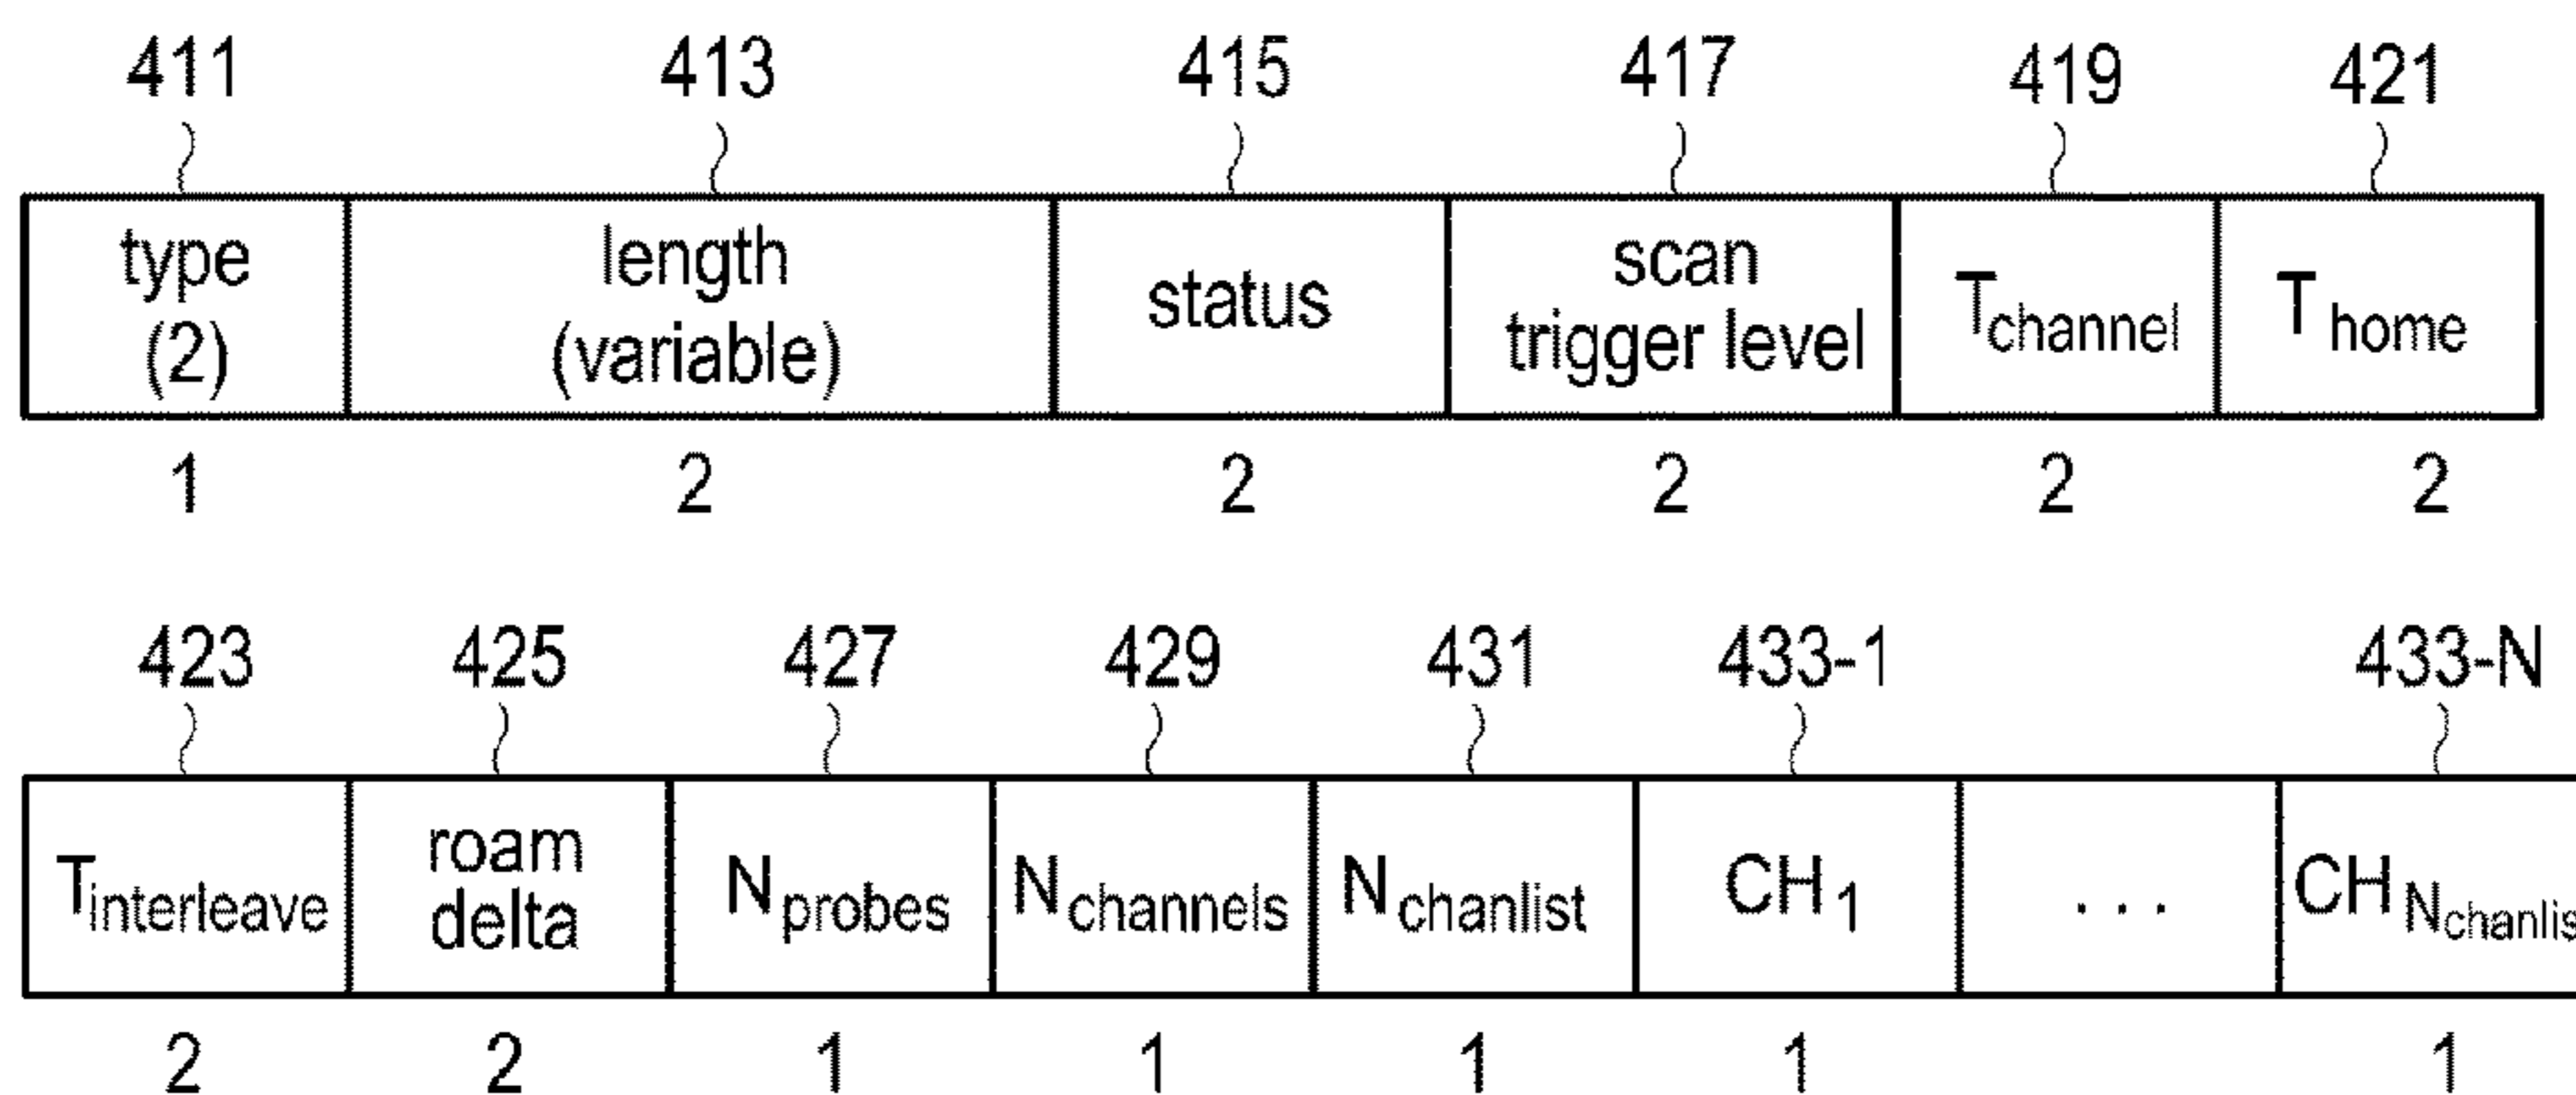 411 413 415 417 419 421
type (2) length (variable) status scan trigger level Tchannel Thome
1 2 2 2 2 2
423 425 427 429 431 433-1 433-N
Tinterleave roam delta Nprobes Nchannels Nchanlist CH1 ... CHNchanlis
2 2 1 1 1 1 1